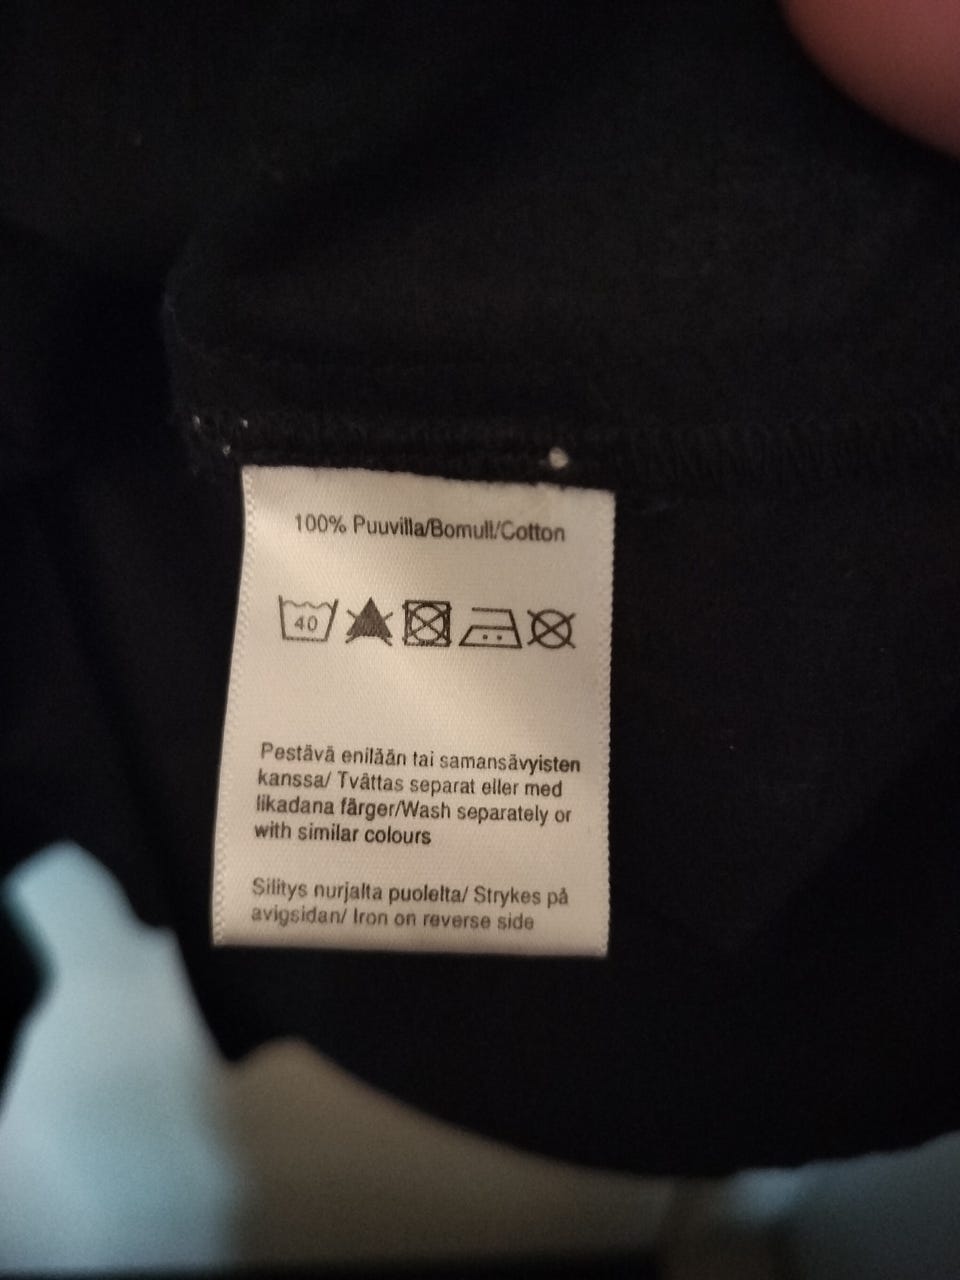 100% Puuvilla/Bomull/Cotton
40
Pestävä enilään tai samansävyisten
kanssa/ Tvättas separat eller med
likadana färger/Wash separately or
with similar colours
Silitys nurjalta puolelta/ Strykes på
avigsidan/ Iron on reverse side